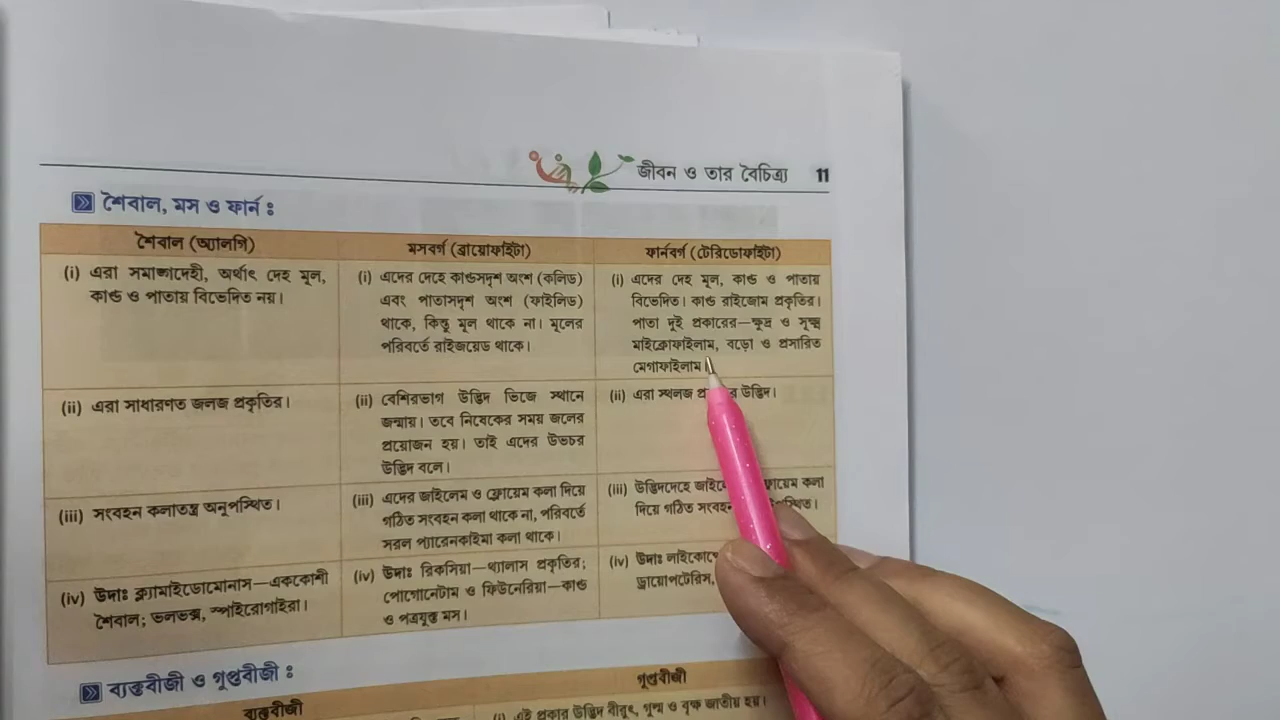 জীবন ও তার বৈচিত্র্য 11
শৈবাল, মস ও ফার্ন :
শৈবাল (অ্যালগি)
(i) এরা সমাঙ্গদেহী, অর্থাৎ দেহ মূল,
কাণ্ড ও পাতায় বিভেদিত নয়।
(ii) এরা সাধারণত জলজ প্রকৃতির।
(iii) সংবহন কলাতন্ত্র অনুপস্থিত।
(iv) উদাঃ ক্ল্যামাইডোমোনাস—এককোশী
শৈবাল; ভলভক্স, স্পাইরোগাইরা।
মসবর্গ (ব্রায়োফাইটা)
(i) এদের দেহে কাণ্ডসদৃশ অংশ (কলিড)
এবং পাতাসদৃশ অংশ (ফাইলিড)
থাকে, কিন্তু মূল থাকে না। মূলের
পরিবর্তে রাইজয়েড থাকে।
(ii) বেশিরভাগ উদ্ভিদ ভিজে স্থানে
জন্মায়। তবে নিষেকের সময় জলের
প্রয়োজন হয়। তাই এদের উভচর
উদ্ভিদ বলে।
(iii) এদের জাইলেম ও ফ্লোয়েম কলা দিয়ে
গঠিত সংবহন কলা থাকে না, পরিবর্তে
সরল প্যারেনকাইমা কলা থাকে।
(iv) উদাঃ রিকসিয়া—থ্যালাস প্রকৃতির;
পোগোনেটাম ও ফিউনেরিয়া—কাণ্ড
ও পত্রযুক্ত মস।
ফার্নবর্গ (টেরিডোফাইটা)
(i) এদের দেহ মূল, কাণ্ড ও পাতায়
বিভেদিত। কাণ্ড রাইজোম প্রকৃতির।
পাতা দুই প্রকারের—ক্ষুদ্র ও সূক্ষ্ম
মাইক্রোফাইলাম, বড়ো ও প্রসারিত
মেগাফাইলাম।
(ii) এরা স্থলজ উদ্ভিদ।
(iii) উদ্ভিদদেহে কলা
দিয়ে গঠিত
(iv) উদাঃ
ড্রায়োপটেরিস,
ব্যক্তবীজী ও গুপ্তবীজী :
ব্যক্তবীজী
গুপ্তবীজী
(i) এই প্রকার উদ্ভিদ বীরুৎ, গুল্ম ও বৃক্ষ জাতীয় হয়।